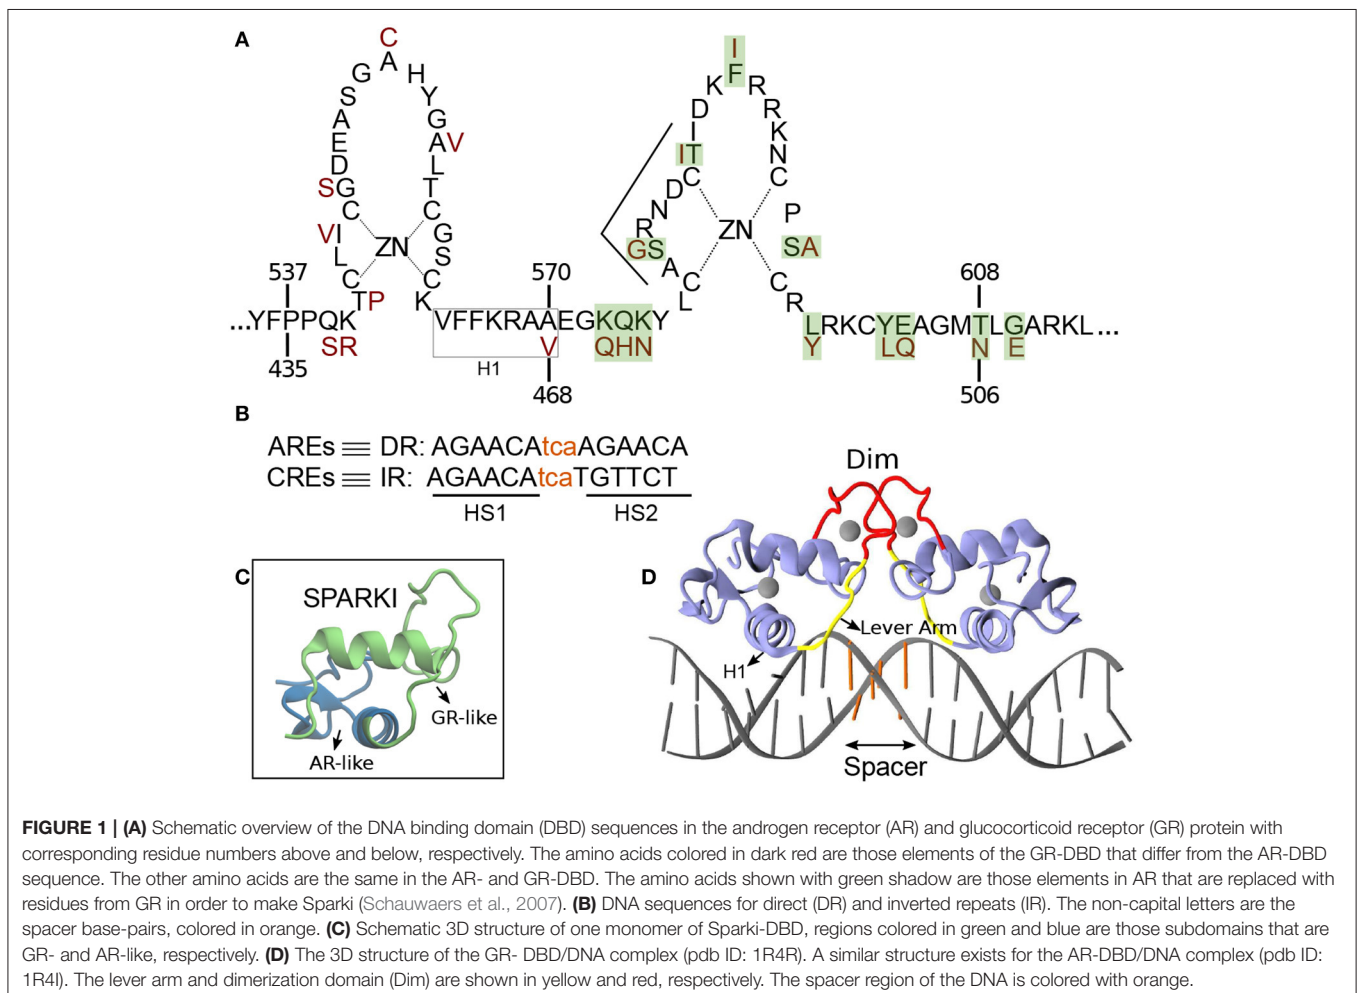 A
C
A
G H
S Y
A G
E A V
D L
S G T
C C
V I ZN G
L S
C C
T P K
537 570
...YFPPQK VFFKRAAEGKQKY
SR V QHN
435 H1 468
I
F
K R
D R
I K
I T N
C C
D P
N ZN S A
R
G S
A C
C R
L
608
LRKCYEAGMTLGARKL...
Y LQ N E
506
B
AREs ≡ DR: AGAACAtcaAGAACA
CREs ≡ IR: AGAACAtcaTGTTCT
HS1 HS2
C
SPARKI
GR-like
AR-like
D
Dim
Lever Arm
H1
Spacer
FIGURE 1 | (A) Schematic overview of the DNA binding domain (DBD) sequences in the androgen receptor (AR) and glucocorticoid receptor (GR) protein with
corresponding residue numbers above and below, respectively. The amino acids colored in dark red are those elements of the GR-DBD that differ from the AR-DBD
sequence. The other amino acids are the same in the AR- and GR-DBD. The amino acids shown with green shadow are those elements in AR that are replaced with
residues from GR in order to make Sparki (Schauwaers et al., 2007). (B) DNA sequences for direct (DR) and inverted repeats (IR). The non-capital letters are the
spacer base-pairs, colored in orange. (C) Schematic 3D structure of one monomer of Sparki-DBD, regions colored in green and blue are those subdomains that are
GR- and AR-like, respectively. (D) The 3D structure of the GR- DBD/DNA complex (pdb ID: 1R4R). A similar structure exists for the AR-DBD/DNA complex (pdb ID:
1R4I). The lever arm and dimerization domain (Dim) are shown in yellow and red, respectively. The spacer region of the DNA is colored with orange.